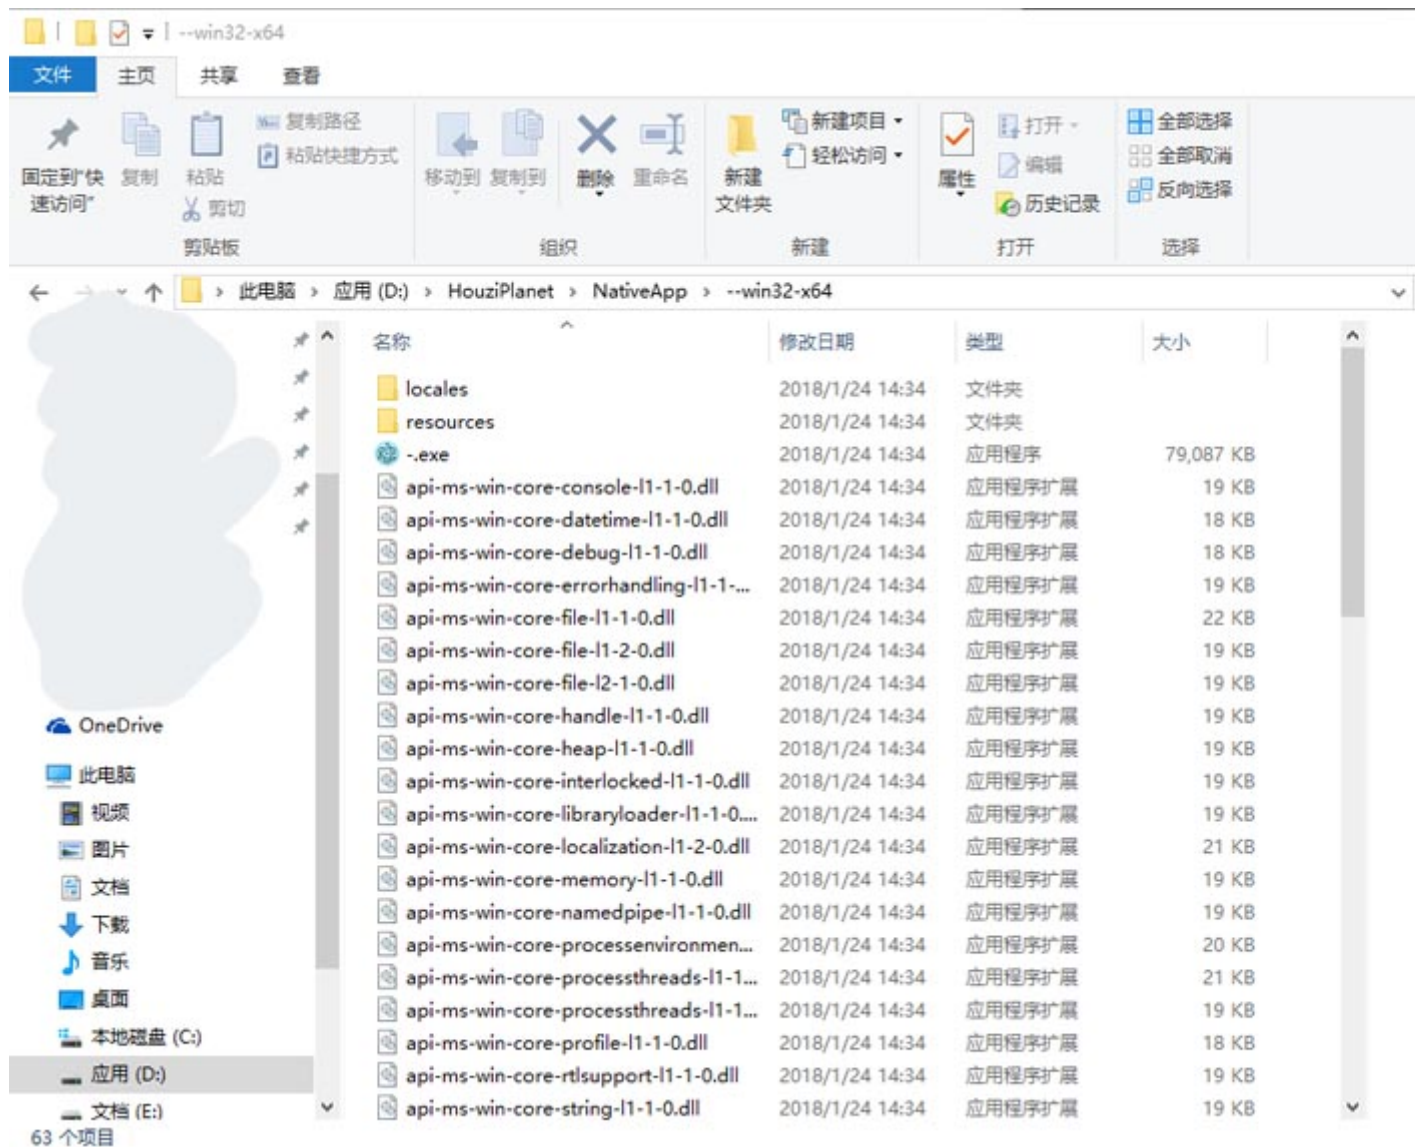 --win32-x64
文件 主页 共享 查看
固定到"快速访问"
复制
粘贴
复制路径
粘贴快捷方式
剪切
移动到
复制到
删除
重命名
新建文件夹
新建项目
轻松访问
属性
打开
编辑
历史记录
全部选择
全部取消
反向选择
剪贴板 组织 新建 打开 选择
此电脑 › 应用 (D:) › HouziPlanet › NativeApp › --win32-x64
名称 修改日期 类型 大小
locales 2018/1/24 14:34 文件夹
resources 2018/1/24 14:34 文件夹
-.exe 2018/1/24 14:34 应用程序 79,087 KB
api-ms-win-core-console-l1-1-0.dll 2018/1/24 14:34 应用程序扩展 19 KB
api-ms-win-core-datetime-l1-1-0.dll 2018/1/24 14:34 应用程序扩展 18 KB
api-ms-win-core-debug-l1-1-0.dll 2018/1/24 14:34 应用程序扩展 18 KB
api-ms-win-core-errorhandling-l1-1-... 2018/1/24 14:34 应用程序扩展 19 KB
api-ms-win-core-file-l1-1-0.dll 2018/1/24 14:34 应用程序扩展 22 KB
api-ms-win-core-file-l1-2-0.dll 2018/1/24 14:34 应用程序扩展 19 KB
api-ms-win-core-file-l2-1-0.dll 2018/1/24 14:34 应用程序扩展 19 KB
api-ms-win-core-handle-l1-1-0.dll 2018/1/24 14:34 应用程序扩展 19 KB
api-ms-win-core-heap-l1-1-0.dll 2018/1/24 14:34 应用程序扩展 19 KB
api-ms-win-core-interlocked-l1-1-0.dll 2018/1/24 14:34 应用程序扩展 19 KB
api-ms-win-core-libraryloader-l1-1-0.... 2018/1/24 14:34 应用程序扩展 19 KB
api-ms-win-core-localization-l1-2-0.dll 2018/1/24 14:34 应用程序扩展 21 KB
api-ms-win-core-memory-l1-1-0.dll 2018/1/24 14:34 应用程序扩展 19 KB
api-ms-win-core-namedpipe-l1-1-0.dll 2018/1/24 14:34 应用程序扩展 19 KB
api-ms-win-core-processenvironmen... 2018/1/24 14:34 应用程序扩展 20 KB
api-ms-win-core-processthreads-l1-1... 2018/1/24 14:34 应用程序扩展 21 KB
api-ms-win-core-processthreads-l1-1... 2018/1/24 14:34 应用程序扩展 19 KB
api-ms-win-core-profile-l1-1-0.dll 2018/1/24 14:34 应用程序扩展 18 KB
api-ms-win-core-rtlsupport-l1-1-0.dll 2018/1/24 14:34 应用程序扩展 19 KB
api-ms-win-core-string-l1-1-0.dll 2018/1/24 14:34 应用程序扩展 19 KB
OneDrive
此电脑
视频
图片
文档
下载
音乐
桌面
本地磁盘 (C:)
应用 (D:)
文档 (E:)
63 个项目